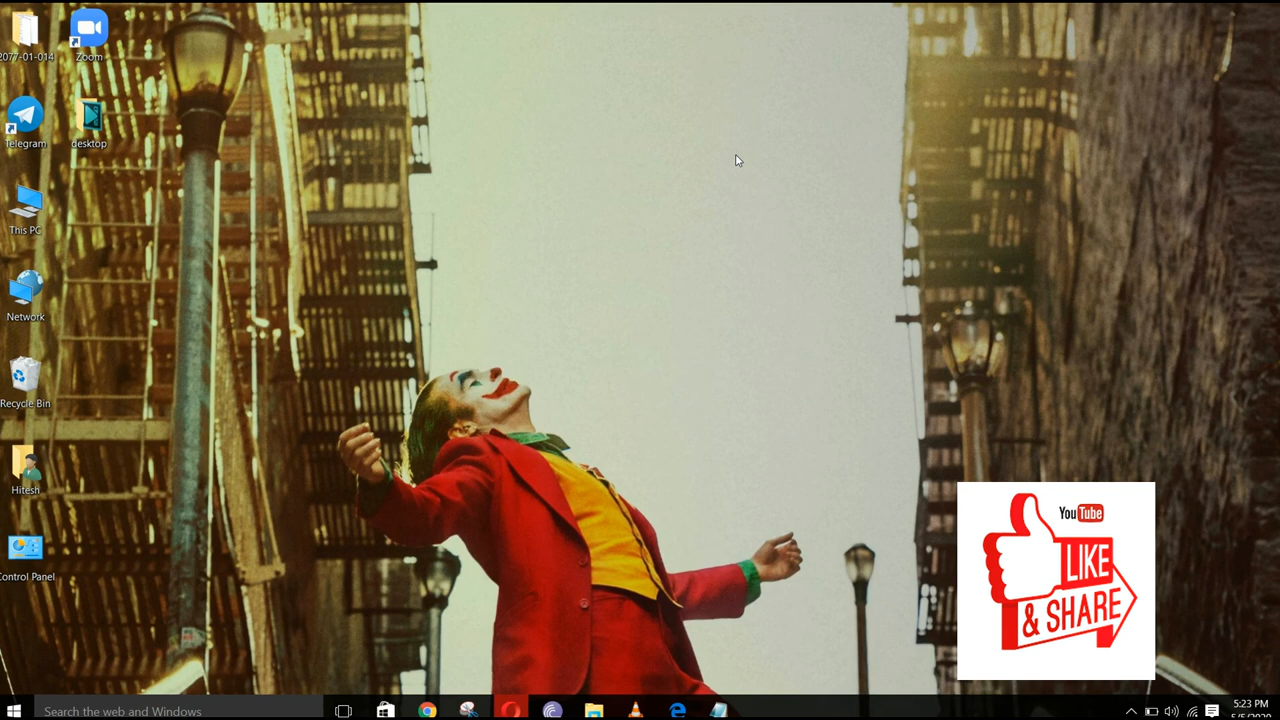 2077-01-014
Zoom
Telegram
desktop
This PC
Network
Recycle Bin
Hitesh
Control Panel
YouTube
LIKE
& SHARE
Search the web and Windows
5:23 PM